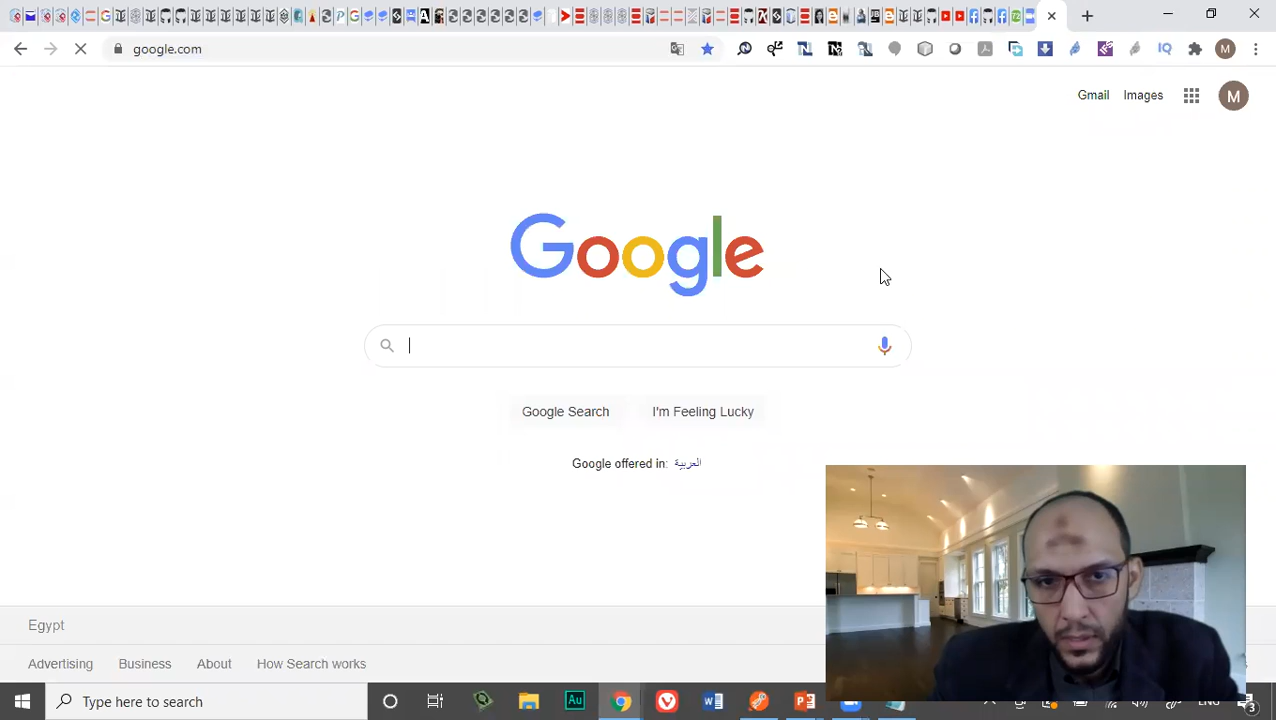 google.com
M
Gmail
Images
M
Google
Google Search
I'm Feeling Lucky
Google offered in: العربية
Egypt
Advertising
Business
About
How Search works
Type here to search
Au